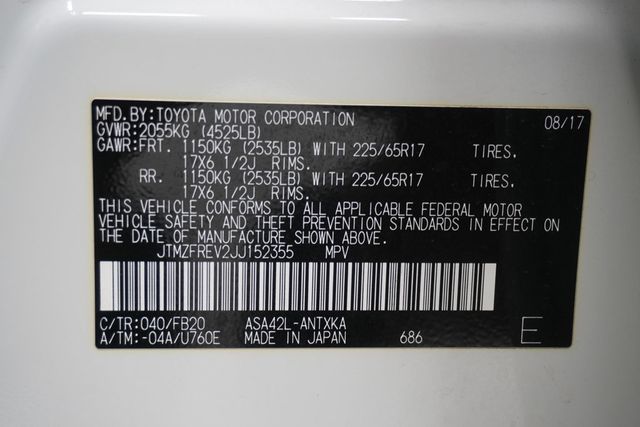 MFD.BY:TOYOTA MOTOR CORPORATION 08/17
GVWR:2055KG (4525LB)
GAWR:FRT. 1150KG (2535LB) WITH 225/65R17 TIRES.
17X6 1/2J RIMS.
RR. 1150KG (2535LB) WITH 225/65R17 TIRES.
17X6 1/2J RIMS.
THIS VEHICLE CONFORMS TO ALL APPLICABLE FEDERAL MOTOR
VEHICLE SAFETY AND THEFT PREVENTION STANDARDS IN EFFECT ON
THE DATE OF MANUFACTURE SHOWN ABOVE.
JTMZFREV2JJ152355 MPV
C/TR:040/FB20 ASA42L-ANTXKA
A/TM:-04A/U760E MADE IN JAPAN 686 E